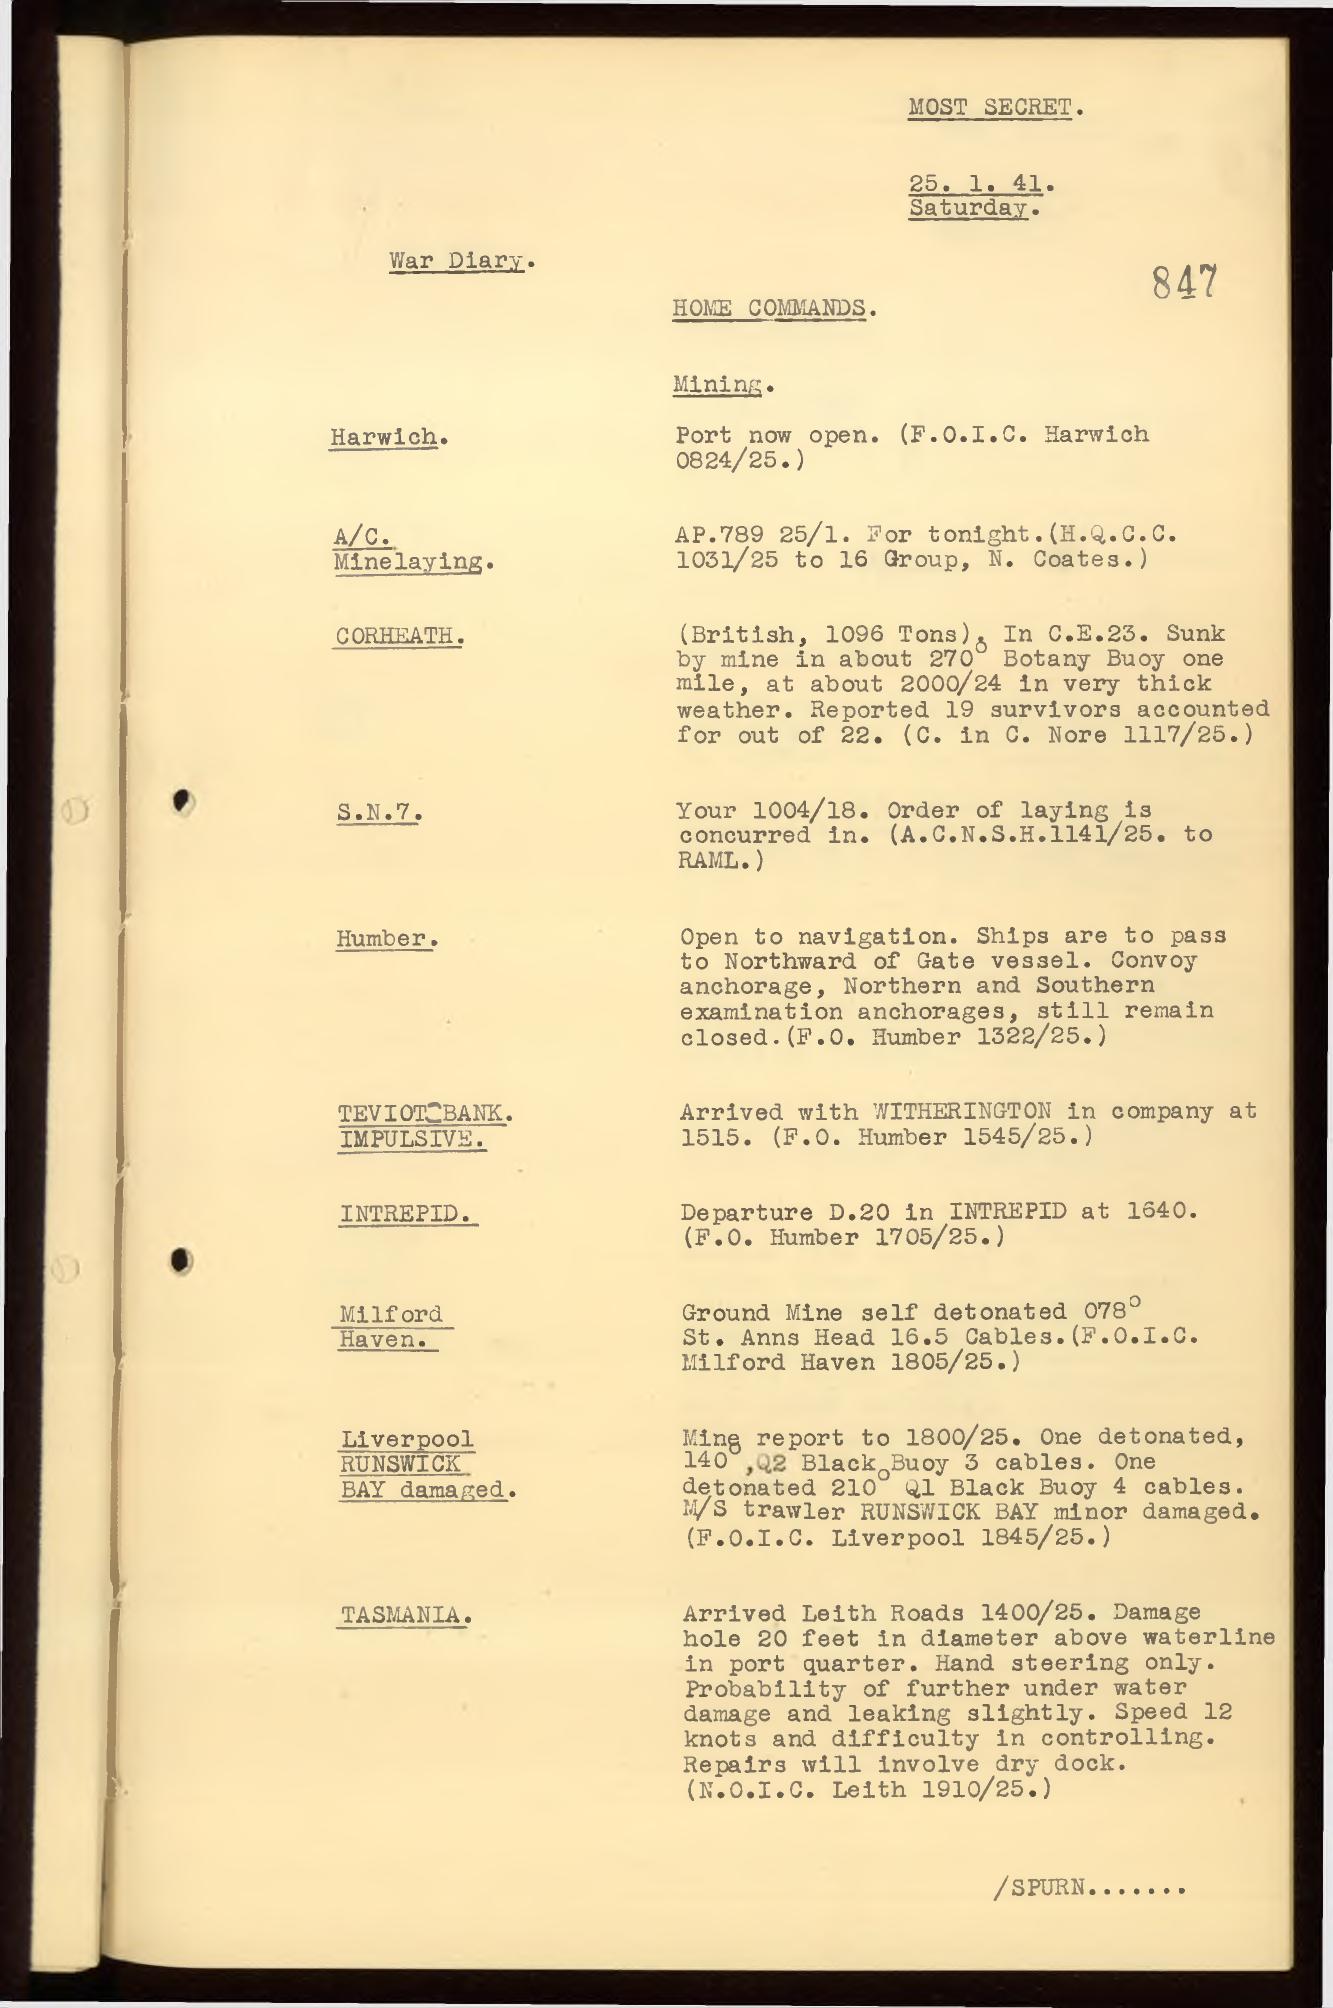 MOST SECRET.
25. 1. 41.
Saturday.
War Diary.
847
HOME COMMANDS.
Mining.
Harwich.
Port now open. (F.O.I.C. Harwich
0824/25.)
A/C.
Minelaying.
AP.789 25/1. For tonight.(H.Q.C.C.
1031/25 to 16 Group, N. Coates.)
CORHEATH.
(British, 1096 Tons). In C.E.23. Sunk
by mine in about 270° Botany Buoy one
mile, at about 2000/24 in very thick
weather. Reported 19 survivors accounted
for out of 22. (C. in C. Nore 1117/25.)
S.N.7.
Your 1004/18. Order of laying is
concurred in. (A.C.N.S.H.1141/25. to
RAML.)
Humber.
Open to navigation. Ships are to pass
to Northward of Gate vessel. Convoy
anchorage, Northern and Southern
examination anchorages, still remain
closed.(F.O. Humber 1322/25.)
TEVIOTBANK.
IMPULSIVE.
Arrived with WITHERINGTON in company at
1515. (F.O. Humber 1545/25.)
INTREPID.
Departure D.20 in INTREPID at 1640.
(F.O. Humber 1705/25.)
Milford
Haven.
Ground Mine self detonated 078°
St. Anns Head 16.5 Cables.(F.O.I.C.
Milford Haven 1805/25.)
Liverpool
RUNSWICK
BAY damaged.
Mine report to 1800/25. One detonated,
140° ,Q2 Black Buoy 3 cables. One
detonated 210° Q1 Black Buoy 4 cables.
M/S trawler RUNSWICK BAY minor damaged.
(F.O.I.C. Liverpool 1845/25.)
TASMANIA.
Arrived Leith Roads 1400/25. Damage
hole 20 feet in diameter above waterline
in port quarter. Hand steering only.
Probability of further under water
damage and leaking slightly. Speed 12
knots and difficulty in controlling.
Repairs will involve dry dock.
(N.O.I.C. Leith 1910/25.)
/SPURN.......